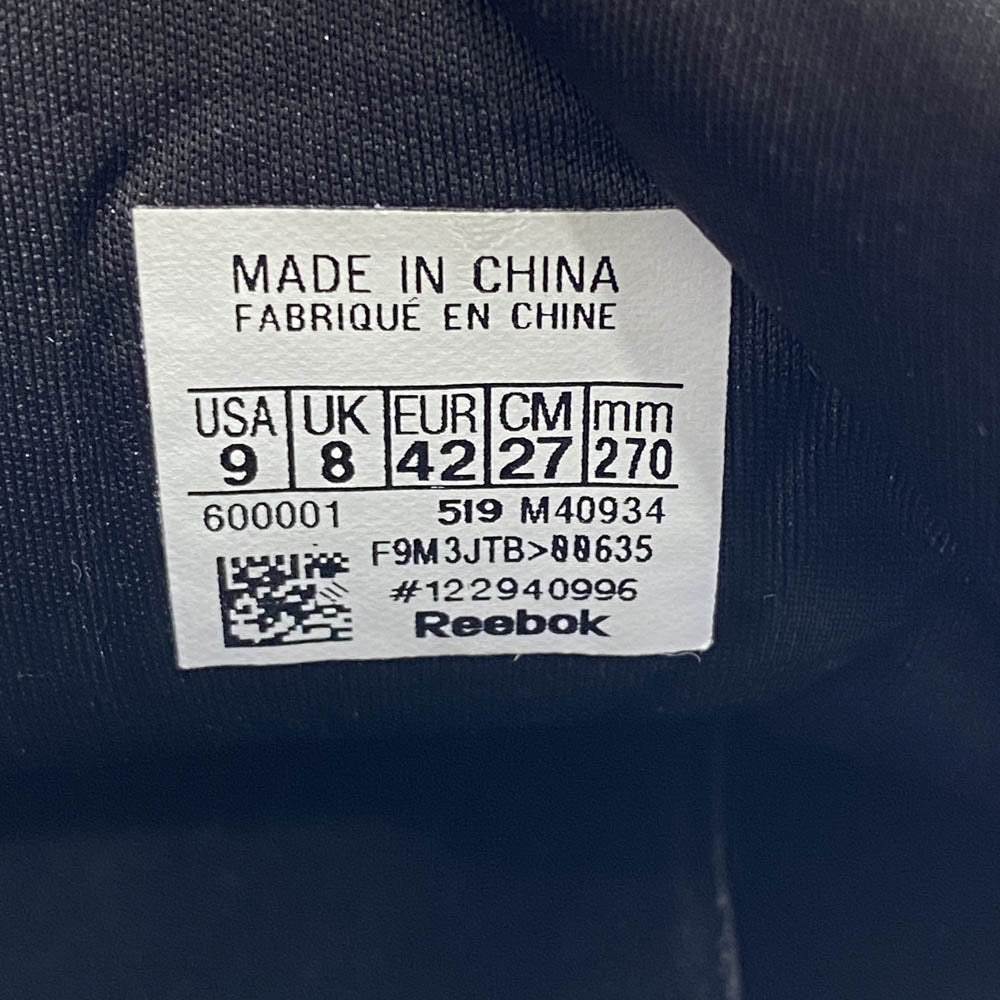 MADE IN CHINA
FABRIQUÉ EN CHINE
USA UK EUR CM mm
9 8 42 27 270
600001 519 M40934
F9M3JTB>00635
#122940996
Reebok